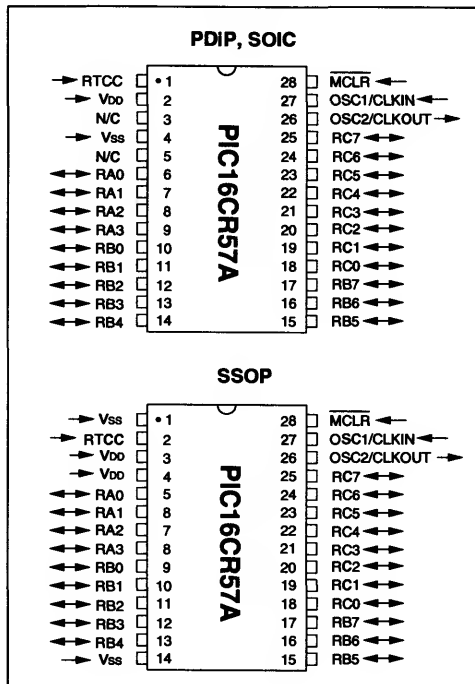 PDiP, SOIC
RTCC •1 28 MCLR
VDD 2 27 OSC1/CLKIN
N/C 3 26 OSC2/CLKOUT
Vss 4 25 RC7
N/C 5 24 RC6
RA0 6 23 RC5
RA1 7 22 RC4
RA2 8 21 RC3
RA3 9 20 RC2
RB0 10 19 RC1
RB1 11 18 RC0
RB2 12 17 RB7
RB3 13 16 RB6
RB4 14 15 RB5
PIC16CR57A
SSOP
Vss •1 28 MCLR
RTCC 2 27 OSC1/CLKIN
VDD 3 26 OSC2/CLKOUT
VDD 4 25 RC7
RA0 5 24 RC6
RA1 8 23 RC5
RA2 7 22 RC4
RA3 8 21 RC3
RB0 9 20 RC2
RB1 10 19 RC1
RB2 11 18 RC0
RB3 12 17 RB7
RB4 13 16 RB6
Vss 14 15 RB5
PIC16CR57A